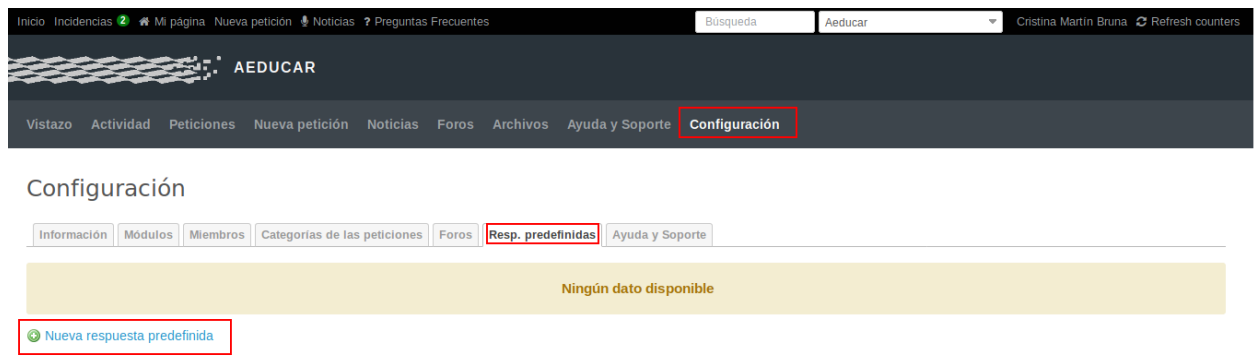 Inicio Incidencias 2 Mi página Nueva petición Noticias ? Preguntas Frecuentes Búsqueda Aeducar Cristina Martín Bruna Refresh counters
AEDUCAR
Vistazo Actividad Peticiones Nueva petición Noticias Foros Archivos Ayuda y Soporte Configuración
Configuración
Información Módulos Miembros Categorías de las peticiones Foros Resp. predefinidas Ayuda y Soporte
Ningún dato disponible
Nueva respuesta predefinida